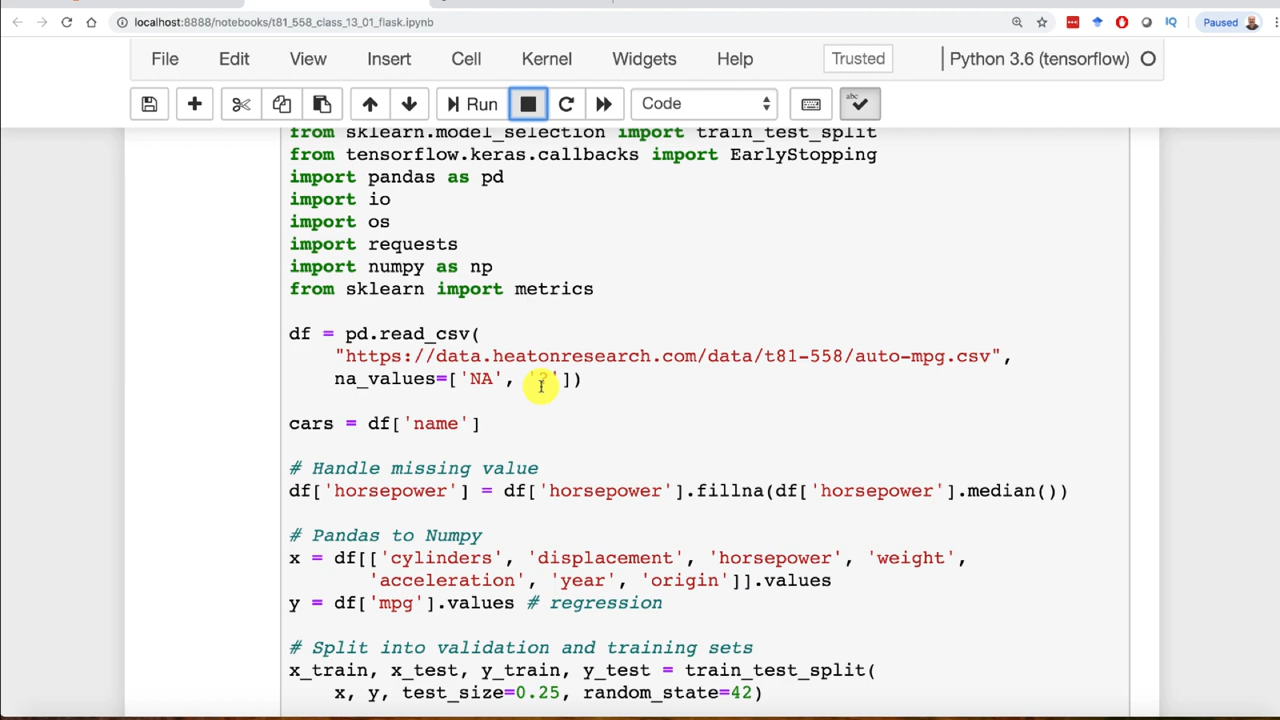 localhost:8888/notebooks/t81_558_class_13_01_flask.ipynb
IQ
Paused
File Edit View Insert Cell Kernel Widgets Help Trusted Python 3.6 (tensorflow)
Run Code abc
from sklearn.model_selection import train_test_split
from tensorflow.keras.callbacks import EarlyStopping
import pandas as pd
import io
import os
import requests
import numpy as np
from sklearn import metrics
df = pd.read_csv(
"https://data.heatonresearch.com/data/t81-558/auto-mpg.csv",
na_values=['NA', '?'])
cars = df['name']
# Handle missing value
df['horsepower'] = df['horsepower'].fillna(df['horsepower'].median())
# Pandas to Numpy
x = df[['cylinders', 'displacement', 'horsepower', 'weight',
'acceleration', 'year', 'origin']].values
y = df['mpg'].values # regression
# Split into validation and training sets
x_train, x_test, y_train, y_test = train_test_split(
x, y, test_size=0.25, random_state=42)